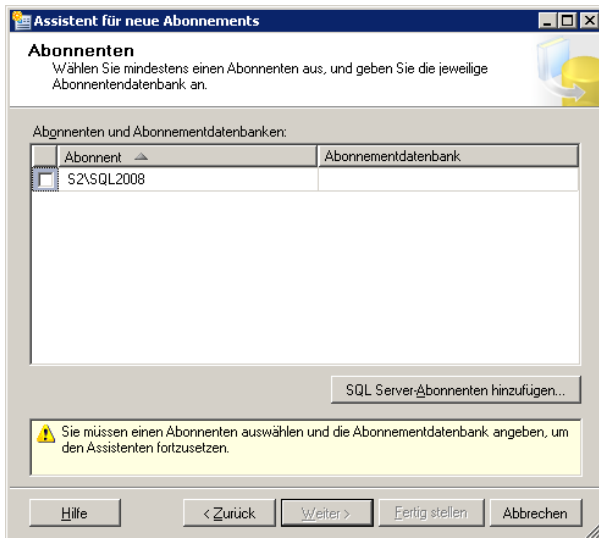 Assistent für neue Abonnements
Abonnenten
Wählen Sie mindestens einen Abonnenten aus, und geben Sie die jeweilige
Abonnentendatenbank an.
Abonnenten und Abonnementdatenbanken:
Abonnent Abonnementdatenbank
S2\SQL2008
SQL Server-Abonnenten hinzufügen...
Sie müssen einen Abonnenten auswählen und die Abonnementdatenbank angeben, um
den Assistenten fortzusetzen.
Hilfe < Zurück Weiter > Fertig stellen Abbrechen